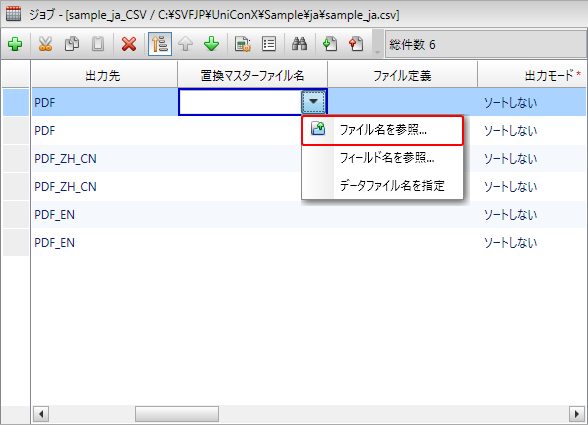 ジョブ - [sample_ja_CSV / C:¥SVFJP¥UniConX¥Sample¥ja¥sample_ja.csv]
総件数 6
出力先 置換マスターファイル名 ファイル定義 出力モード*
PDF ソートしない
PDF ソートしない
ファイル名を参照...
PDF_ZH_CN ソートしない
フィールド名を参照...
PDF_ZH_CN ソートしない
データファイル名を指定
PDF_EN ソートしない
PDF_EN ソートしない